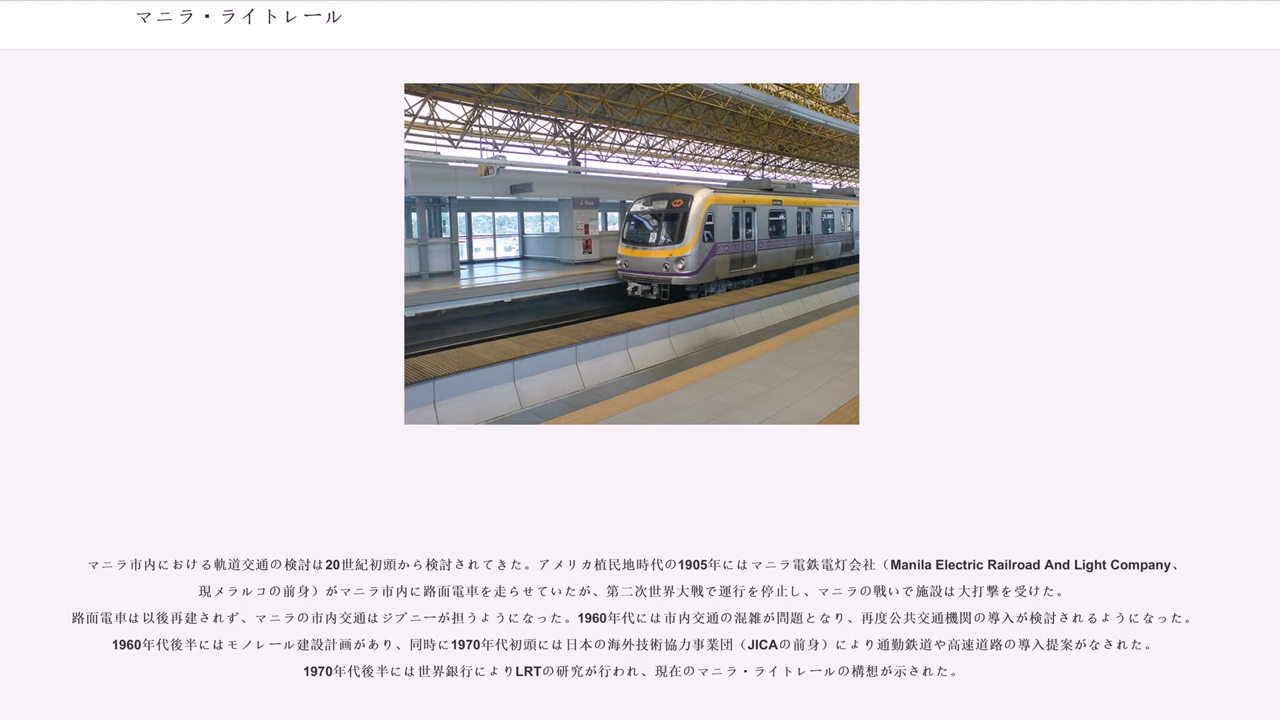 マニラ・ライトレール
マニラ市内における軌道交通の検討は20世紀初頭から検討されてきた。アメリカ植民地時代の1905年にはマニラ電鉄電灯会社（Manila Electric Railroad And Light Company、
現メラルコの前身）がマニラ市内に路面電車を走らせていたが、第二次世界大戦で運行を停止し、マニラの戦いで施設は大打撃を受けた。
路面電車は以後再建されず、マニラの市内交通はジプニーが担うようになった。1960年代には市内交通の混雑が問題となり、再度公共交通機関の導入が検討されるようになった。
1960年代後半にはモノレール建設計画があり、同時に1970年代初頭には日本の海外技術協力事業団（JICAの前身）により通勤鉄道や高速道路の導入提案がなされた。
1970年代後半には世界銀行によりLRTの研究が行われ、現在のマニラ・ライトレールの構想が示された。